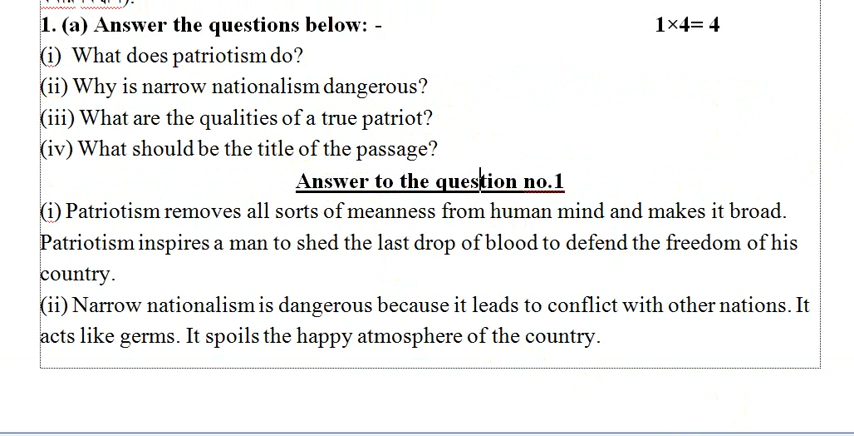 1. (a) Answer the questions below: - 1×4= 4
(i) What does patriotism do?
(ii) Why is narrow nationalism dangerous?
(iii) What are the qualities of a true patriot?
(iv) What should be the title of the passage?
Answer to the question no.1
(i) Patriotism removes all sorts of meanness from human mind and makes it broad.
Patriotism inspires a man to shed the last drop of blood to defend the freedom of his
country.
(ii) Narrow nationalism is dangerous because it leads to conflict with other nations. It
acts like germs. It spoils the happy atmosphere of the country.